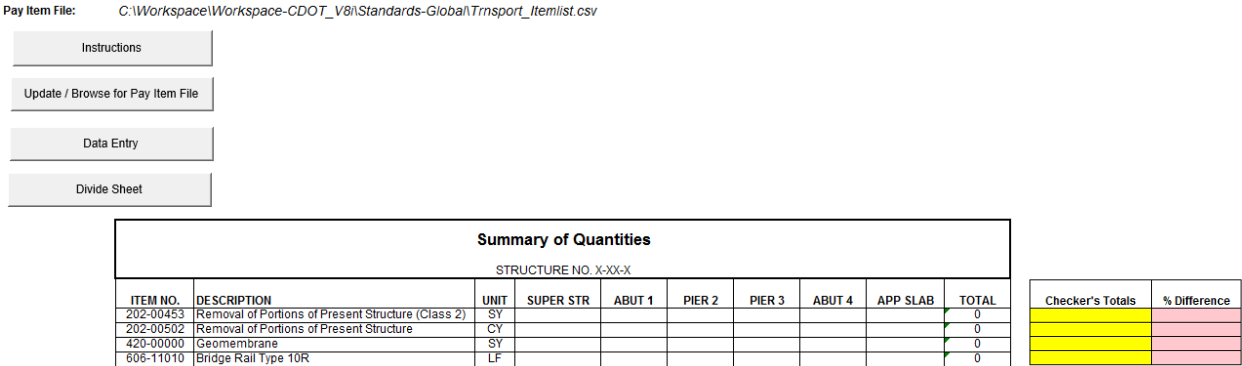 Pay Item File: C:\Workspace\Workspace-CDOT_V8i\Standards-Global\Trnsport_Itemlist.csv
Instructions
Update / Browse for Pay Item File
Data Entry
Divide Sheet
Summary of Quantities
STRUCTURE NO. X-XX-X
ITEM NO. DESCRIPTION UNIT SUPER STR ABUT 1 PIER 2 PIER 3 ABUT 4 APP SLAB TOTAL Checker's Totals % Difference
202-00453 Removal of Portions of Present Structure (Class 2) SY 0
202-00502 Removal of Portions of Present Structure CY 0
420-00000 Geomembrane SY 0
606-11010 Bridge Rail Type 10R LF 0